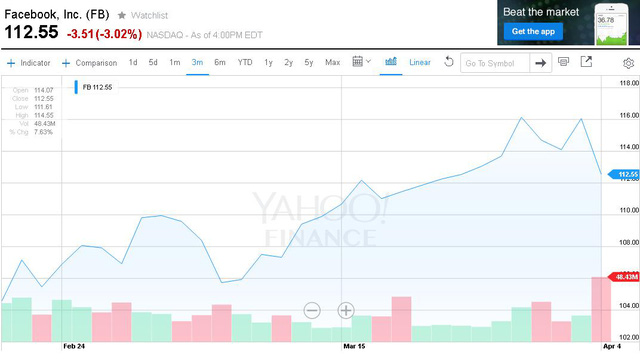 Facebook, Inc. (FB) ★ Watchlist
112.55 -3.51(-3.02%) NASDAQ - As of 4:00PM EDT
Beat the market
Get the app
36.78
+ Indicator + Comparison 1d 5d 1m 3m 6m YTD 1y 2y 5y Max Linear Go To Symbol
FB 112.55
Open 114.07
Close 112.55
Low 111.61
High 114.55
Vol 48.43M
% Chg 7.63%
118.00
116.00
114.00
112.55
110.00
108.00
106.00
48.43M
104.00
102.00
YAHOO!
FINANCE
Feb 24 Mar 15 Apr 4